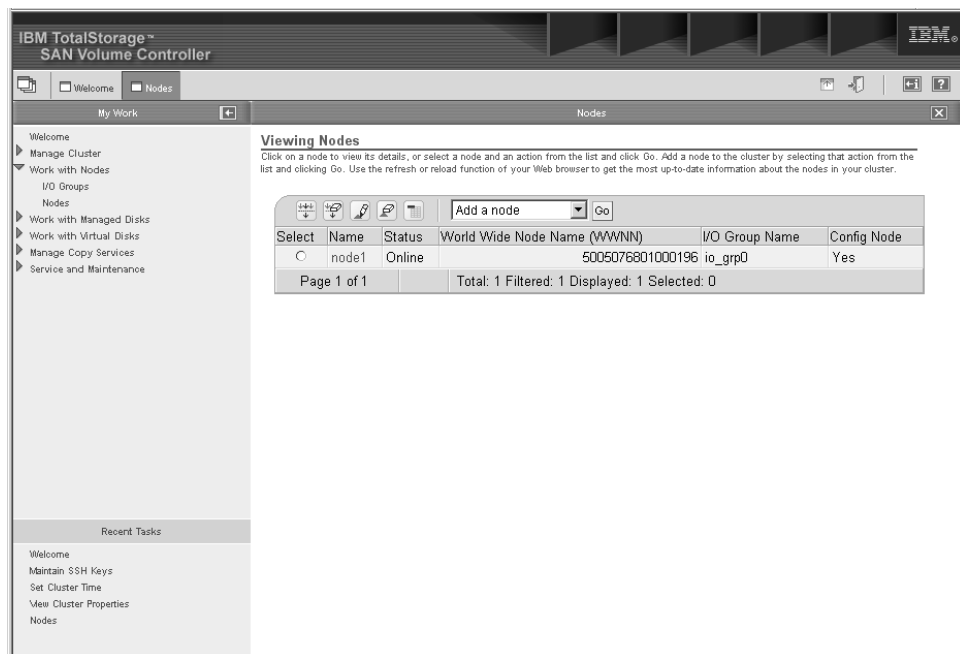 IBM TotalStorage™
SAN Volume Controller
IBM®
Welcome
Nodes
My Work
Nodes
Welcome
Manage Cluster
Work with Nodes
I/O Groups
Nodes
Work with Managed Disks
Work with Virtual Disks
Manage Copy Services
Service and Maintenance
Recent Tasks
Welcome
Maintain SSH Keys
Set Cluster Time
View Cluster Properties
Nodes
Viewing Nodes
Click on a node to view its details, or select a node and an action from the list and click Go. Add a node to the cluster by selecting that action from the
list and clicking Go. Use the refresh or reload function of your Web browser to get the most up-to-date information about the nodes in your cluster.
Add a node Go
Select Name Status World Wide Node Name (WWNN) I/O Group Name Config Node
node1 Online 5005076801000196 io_grp0 Yes
Page 1 of 1 Total: 1 Filtered: 1 Displayed: 1 Selected: 0